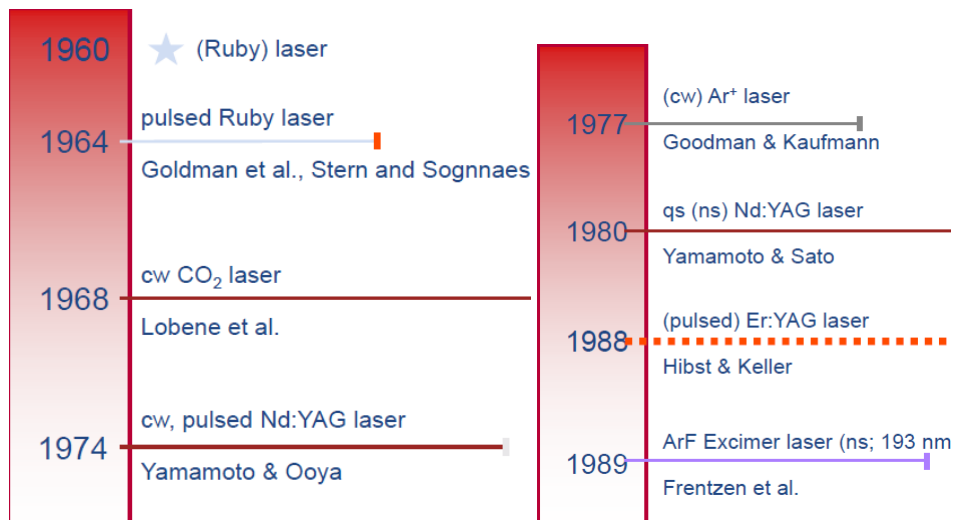 1960
(Ruby) laser
pulsed Ruby laser
1964
Goldman et al., Stern and Sognnaes
cw CO₂ laser
1968
Lobene et al.
cw, pulsed Nd:YAG laser
1974
Yamamoto & Ooya
(cw) Ar⁺ laser
1977
Goodman & Kaufmann
qs (ns) Nd:YAG laser
1980
Yamamoto & Sato
(pulsed) Er:YAG laser
1988
Hibst & Keller
ArF Excimer laser (ns; 193 nm
1989
Frentzen et al.